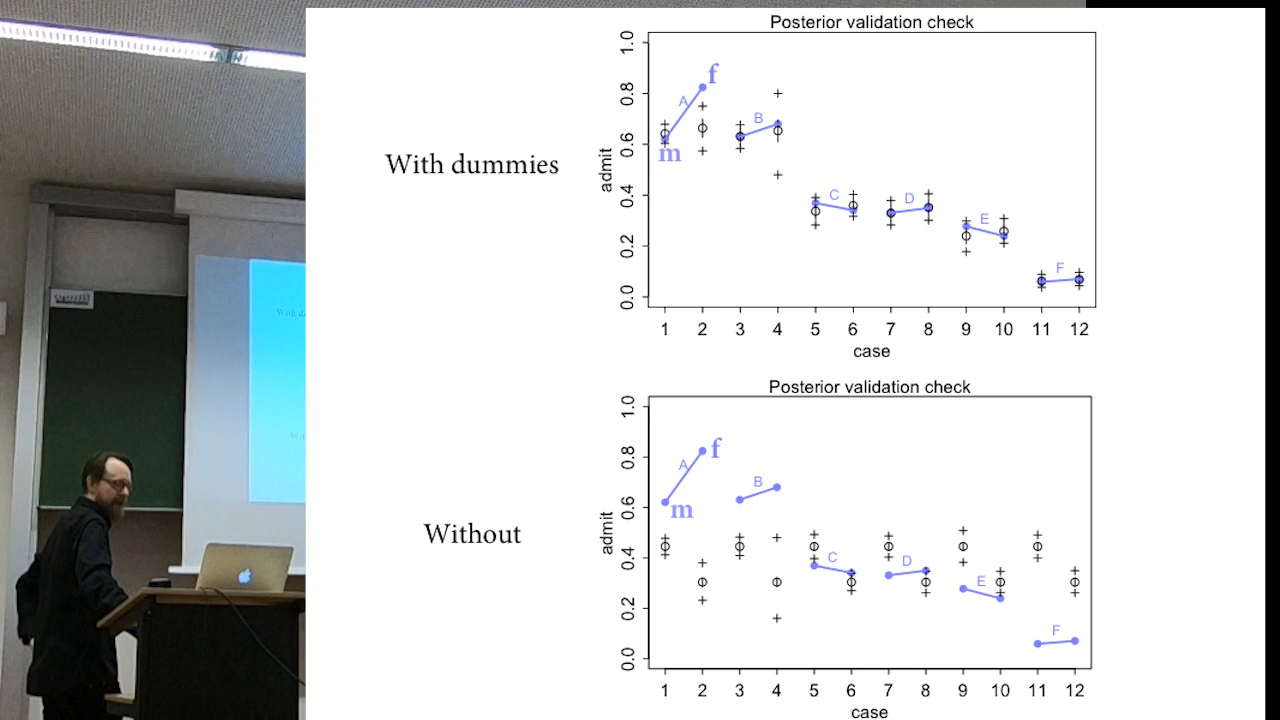 Posterior validation check
With dummies
admit
1.0
0.8
0.6
0.4
0.2
0.0
A
f
m
B
C
D
E
F
1 2 3 4 5 6 7 8 9 10 11 12
case
Posterior validation check
Without
admit
1.0
0.8
0.6
0.4
0.2
0.0
A
f
m
B
C
D
E
F
1 2 3 4 5 6 7 8 9 10 11 12
case